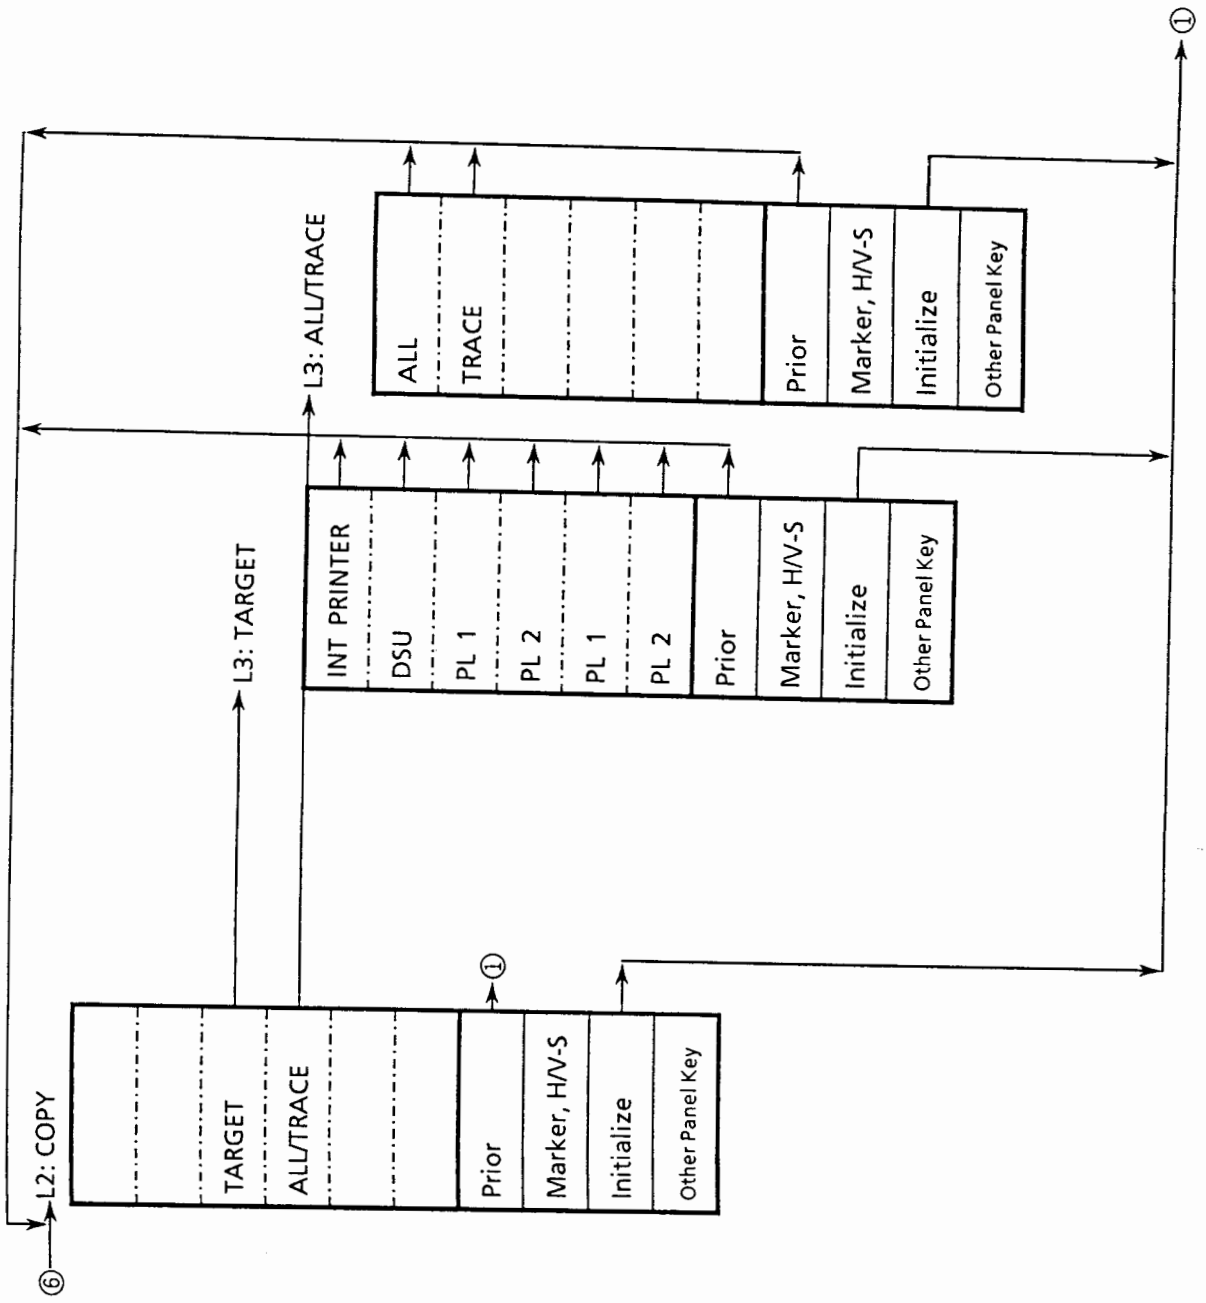 ⑥
L2: COPY
TARGET
ALL/TRACE
Prior
①
Marker, H/V-S
Initialize
Other Panel Key
L3: TARGET
INT PRINTER
DSU
PL 1
PL 2
PL 1
PL 2
Prior
Marker, H/V-S
Initialize
Other Panel Key
L3: ALL/TRACE
ALL
TRACE
Prior
Marker, H/V-S
Initialize
Other Panel Key
①